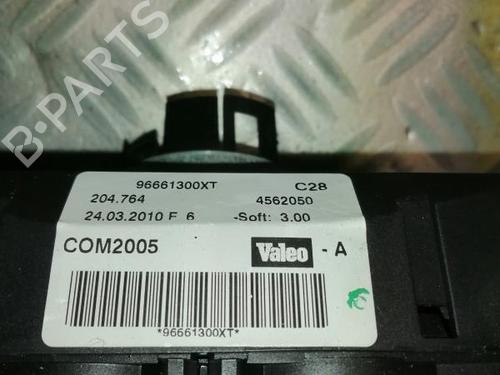 B-PARTS
96661300XT C28
204.764 4562050
24.03.2010 F 6 -Soft: 3.00
COM2005 Valeo - A
*96661300XT*